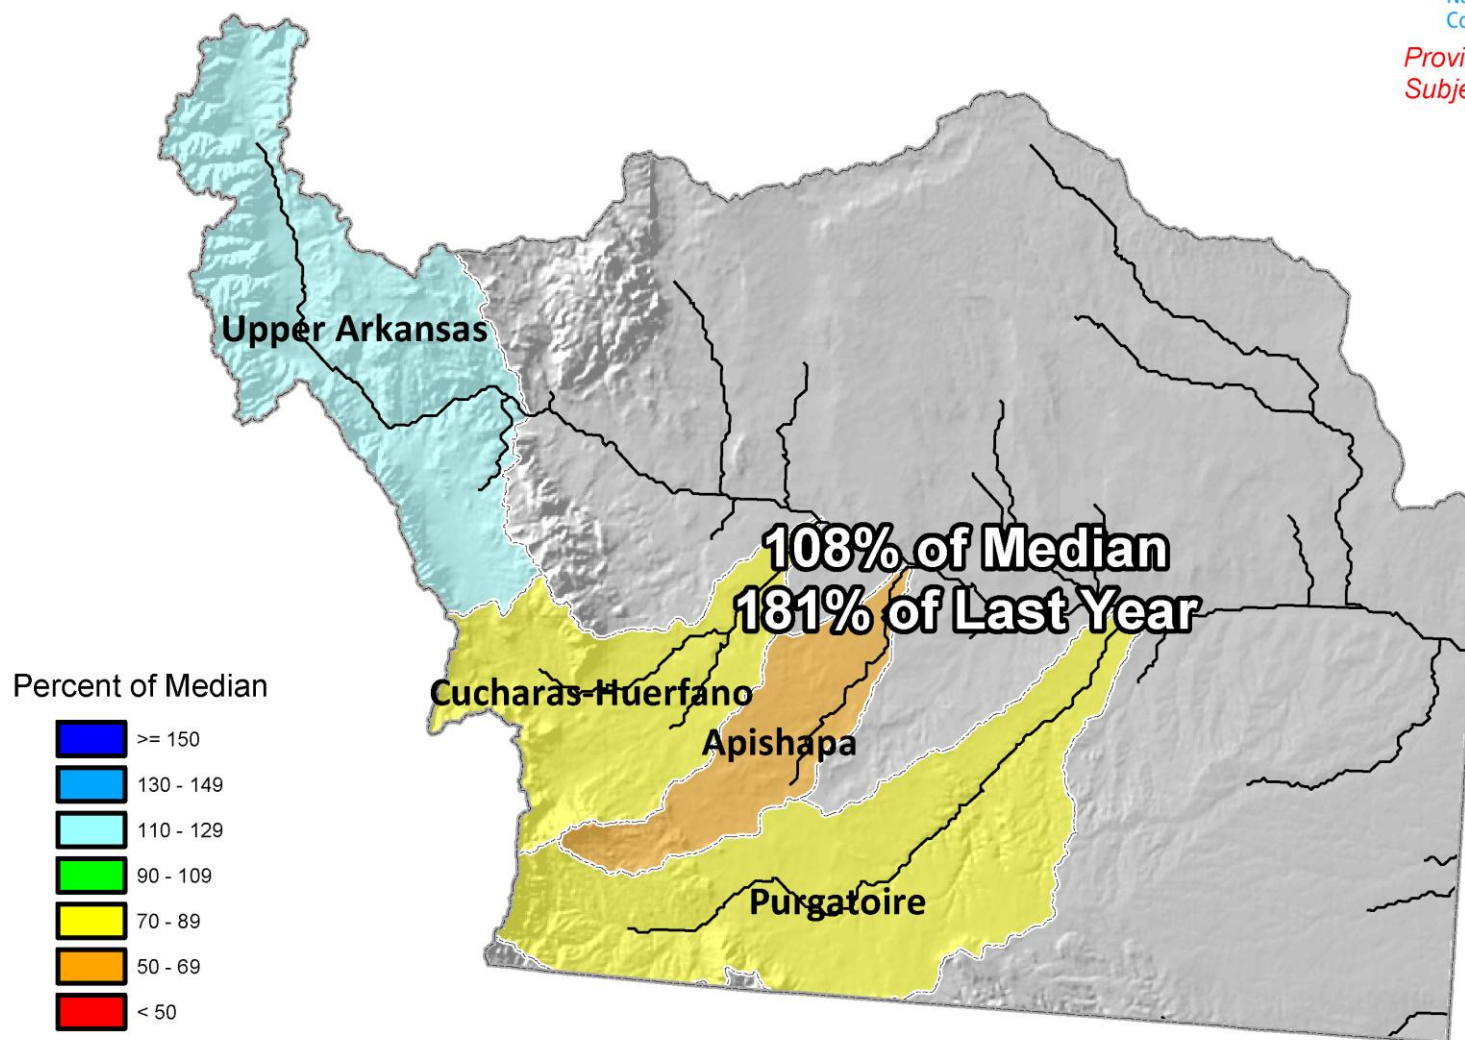 Provi
Subje
Upper Arkansas
108% of Median
181% of Last Year
Cucharas-Huerfano
Apishapa
Purgatoire
Percent of Median
>= 150
130 - 149
110 - 129
90 - 109
70 - 89
50 - 69
< 50